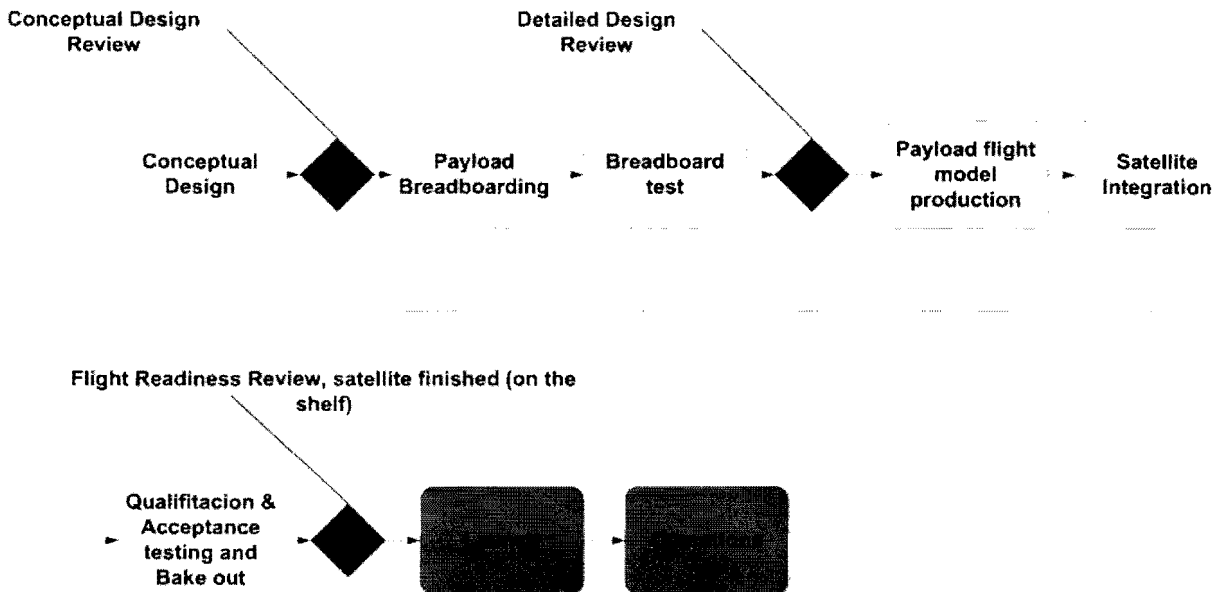 Conceptual Design
Review
Detailed Design
Review
Conceptual
Design
Payload
Breadboarding
Breadboard
test
Payload flight
model
production
Satellite
Integration
Flight Readiness Review, satellite finished (on the
shelf)
Qualifitacion &
Acceptance
testing and
Bake out